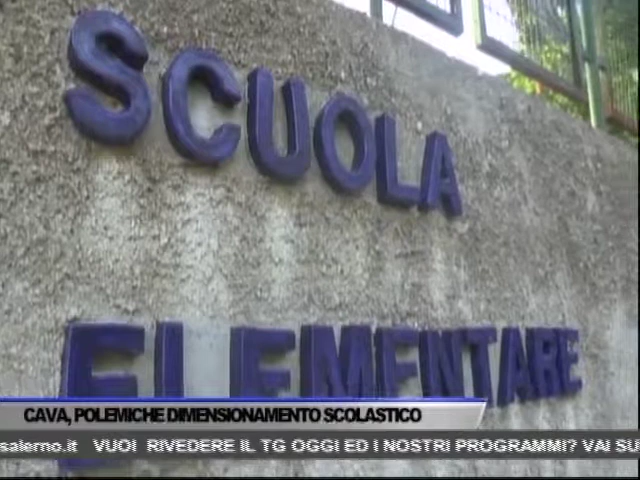 SCUOLA
ELEMENTARE
CAVA, POLEMICHE DIMENSIONAMENTO SCOLASTICO
salerno.it VUOI RIVEDERE IL TG OGGI ED I NOSTRI PROGRAMMI? VAI SU